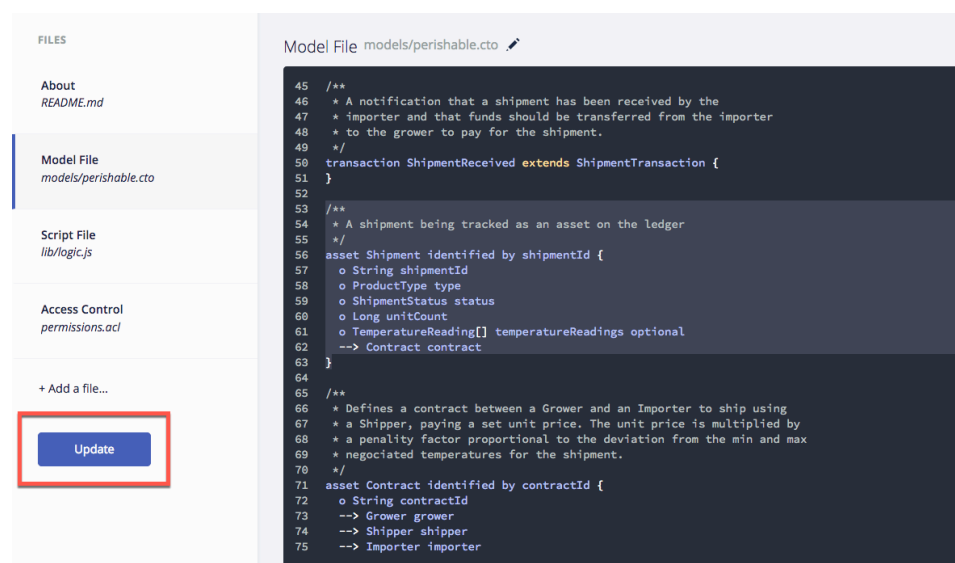 FILES
About
README.md
Model File
models/perishable.cto
Script File
lib/logic.js
Access Control
permissions.acl
+ Add a file...
Update
Model File models/perishable.cto
45 /**
46  * A notification that a shipment has been received by the
47  * importer and that funds should be transferred from the importer
48  * to the grower to pay for the shipment.
49  */
50 transaction ShipmentReceived extends ShipmentTransaction {
51 }
52
53 /**
54  * A shipment being tracked as an asset on the ledger
55  */
56 asset Shipment identified by shipmentId {
57   o String shipmentId
58   o ProductType type
59   o ShipmentStatus status
60   o Long unitCount
61   o TemperatureReading[] temperatureReadings optional
62   --> Contract contract
63 }
64
65 /**
66  * Defines a contract between a Grower and an Importer to ship using
67  * a Shipper, paying a set unit price. The unit price is multiplied by
68  * a penality factor proportional to the deviation from the min and max
69  * negociated temperatures for the shipment.
70  */
71 asset Contract identified by contractId {
72   o String contractId
73   --> Grower grower
74   --> Shipper shipper
75   --> Importer importer